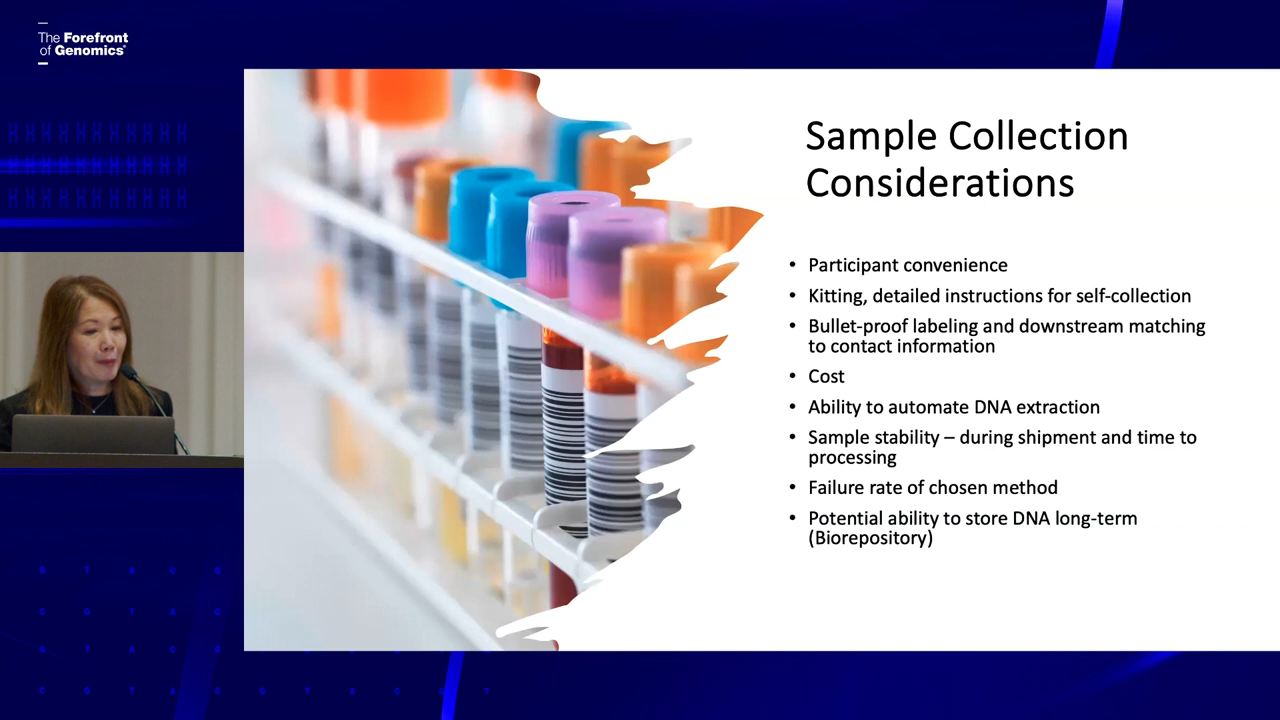 The Forefront
of Genomics
Sample Collection
Considerations
• Participant convenience
• Kitting, detailed instructions for self-collection
• Bullet-proof labeling and downstream matching
to contact information
• Cost
• Ability to automate DNA extraction
• Sample stability – during shipment and time to
processing
• Failure rate of chosen method
• Potential ability to store DNA long-term
(Biorepository)